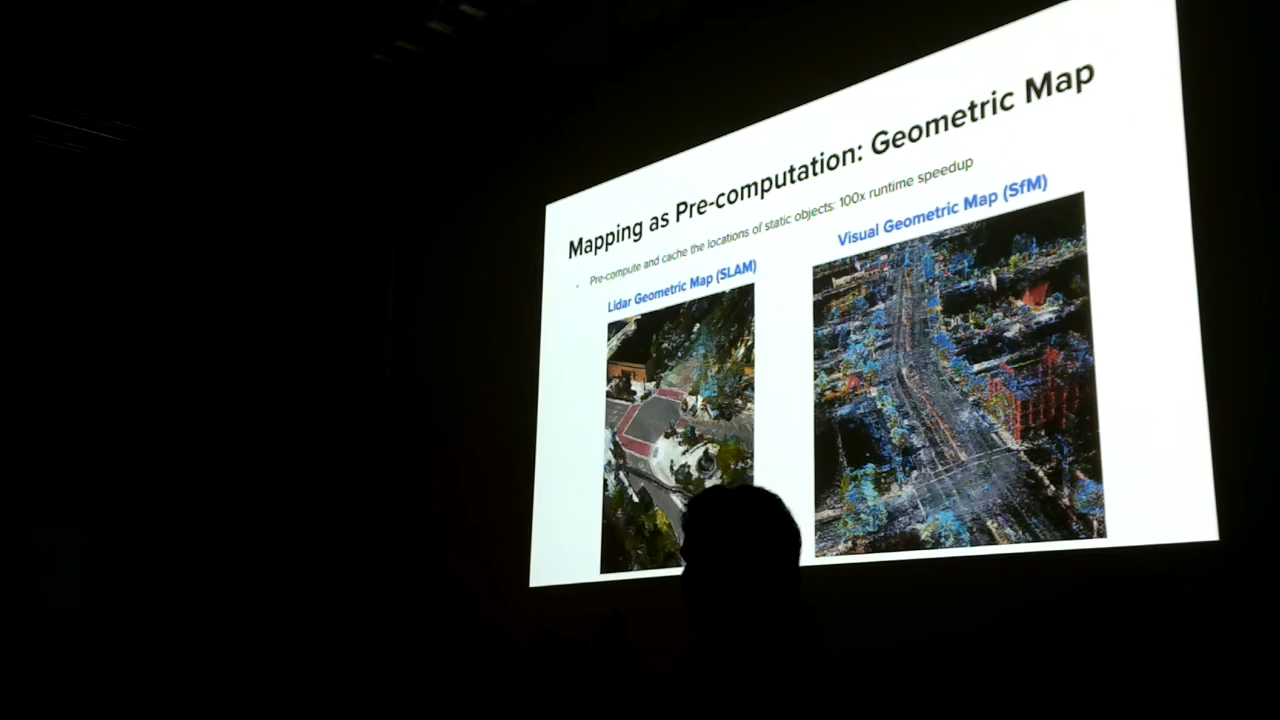 Mapping as Pre-computation: Geometric Map
Pre-compute and cache the locations of static objects: 100x runtime speedup
Lidar Geometric Map (SLAM)
Visual Geometric Map (SfM)